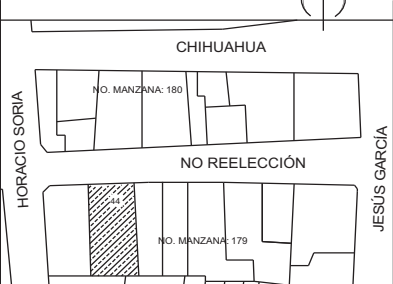 CHIHUAHUA
NO. MANZANA: 180
HORACIO SORIA
NO REELECCIÓN
JESÚS GARCÍA
44
NO. MANZANA: 179